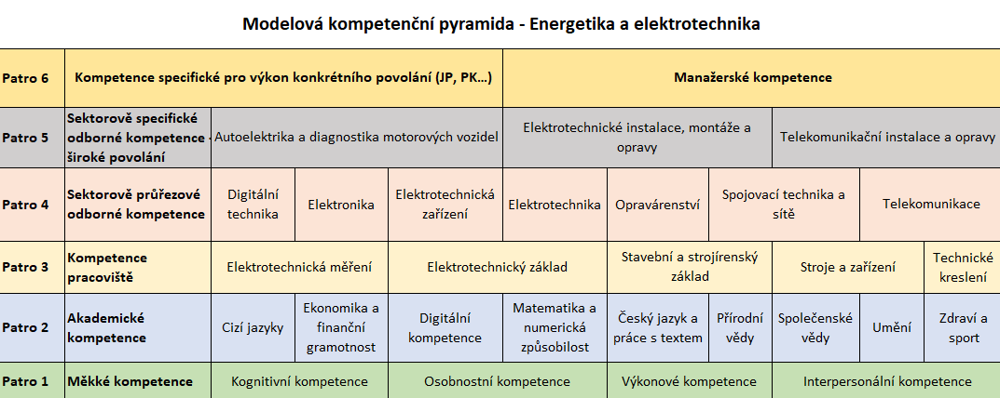 Modelová kompetenční pyramida - Energetika a elektrotechnika
Patro 6
Kompetence specifické pro výkon konkrétního povolání (JP, PK...)
Manažerské kompetence
Patro 5
Sektorově specifické
odborné kompetence -
široké povolání
Autoelektrika a diagnostika motorových vozidel
Elektrotechnické instalace, montáže a
opravy
Telekomunikační instalace a opravy
Patro 4
Sektorově průřezové
odborné kompetence
Digitální
technika
Elektronika
Elektrotechnická
zařízení
Elektrotechnika
Opravárenství
Spojovací technika a
sítě
Telekomunikace
Patro 3
Kompetence
pracoviště
Elektrotechnická měření
Elektrotechnický základ
Stavební a strojírenský
základ
Stroje a zařízení
Technické
kreslení
Patro 2
Akademické
kompetence
Cizí jazyky
Ekonomika a
finanční
gramotnost
Digitální
kompetence
Matematika a
numerická
způsobilost
Český jazyk a
práce s textem
Přírodní
vědy
Společenské
vědy
Umění
Zdraví a
sport
Patro 1
Měkké kompetence
Kognitivní kompetence
Osobnostní kompetence
Výkonové kompetence
Interpersonální kompetence